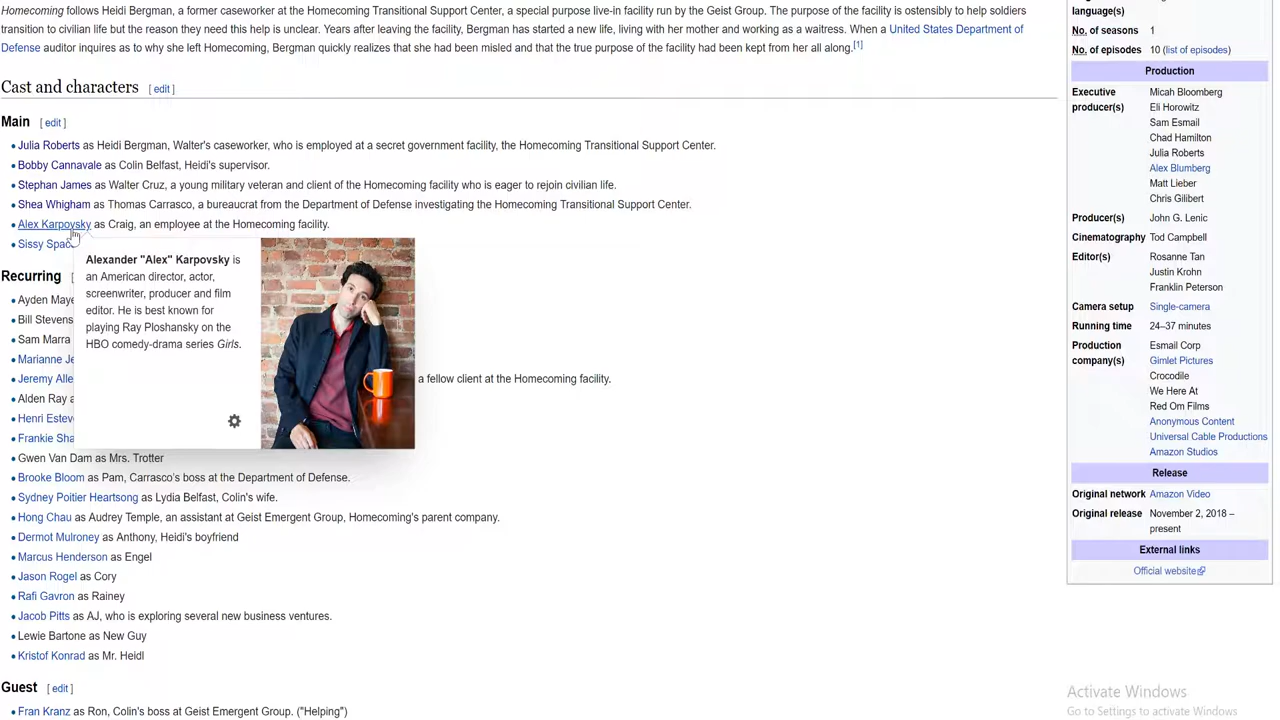 Homecoming follows Heidi Bergman, a former caseworker at the Homecoming Transitional Support Center, a special purpose live-in facility run by the Geist Group. The purpose of the facility is ostensibly to help soldiers
transition to civilian life but the reason they need this help is unclear. Years after leaving the facility, Bergman has started a new life, living with her mother and working as a waitress. When a United States Department of
Defense auditor inquires as to why she left Homecoming, Bergman quickly realizes that she had been misled and that the true purpose of the facility had been kept from her all along.[1]
Cast and characters [ edit ]
Main [ edit ]
• Julia Roberts as Heidi Bergman, Walter's caseworker, who is employed at a secret government facility, the Homecoming Transitional Support Center.
• Bobby Cannavale as Colin Belfast, Heidi's supervisor.
• Stephan James as Walter Cruz, a young military veteran and client of the Homecoming facility who is eager to rejoin civilian life.
• Shea Whigham as Thomas Carrasco, a bureaucrat from the Department of Defense investigating the Homecoming Transitional Support Center.
• Alex Karpovsky as Craig, an employee at the Homecoming facility.
• Sissy
Alexander "Alex" Karpovsky is
an American director, actor,
screenwriter, producer and film
editor. He is best known for
playing Ray Ploshansky on the
HBO comedy-drama series Girls.
Recurring [
• Ayden
• Bill
• Sam Marra
• Marianne
• Jeremy a fellow client at the Homecoming facility.
• Alden Ray
• Henri
• Frankie
• Gwen Van Dam as Mrs. Trotter
• Brooke Bloom as Pam, Carrasco's boss at the Department of Defense.
• Sydney Poitier Heartsong as Lydia Belfast, Colin's wife.
• Hong Chau as Audrey Temple, an assistant at Geist Emergent Group, Homecoming's parent company.
• Dermot Mulroney as Anthony, Heidi's boyfriend
• Marcus Henderson as Engel
• Jason Rogel as Cory
• Rafi Gavron as Rainey
• Jacob Pitts as AJ, who is exploring several new business ventures.
• Lewie Bartone as New Guy
• Kristof Konrad as Mr. Heidl
Guest [ edit ]
• Fran Kranz as Ron, Colin's boss at Geist Emergent Group. ("Helping")
language(s)
No. of seasons 1
No. of episodes 10 (list of episodes)
Production
Executive Micah Bloomberg
producer(s) Eli Horowitz
Sam Esmail
Chad Hamilton
Julia Roberts
Alex Blumberg
Matt Lieber
Chris Gilibert
Producer(s) John G. Lenic
Cinematography Tod Campbell
Editor(s) Rosanne Tan
Justin Krohn
Franklin Peterson
Camera setup Single-camera
Running time 24–37 minutes
Production Esmail Corp
company(s) Gimlet Pictures
Crocodile
We Here At
Red Om Films
Anonymous Content
Universal Cable Productions
Amazon Studios
Release
Original network Amazon Video
Original release November 2, 2018 –
present
External links
Official website
Activate Windows
Go to Settings to activate Windows